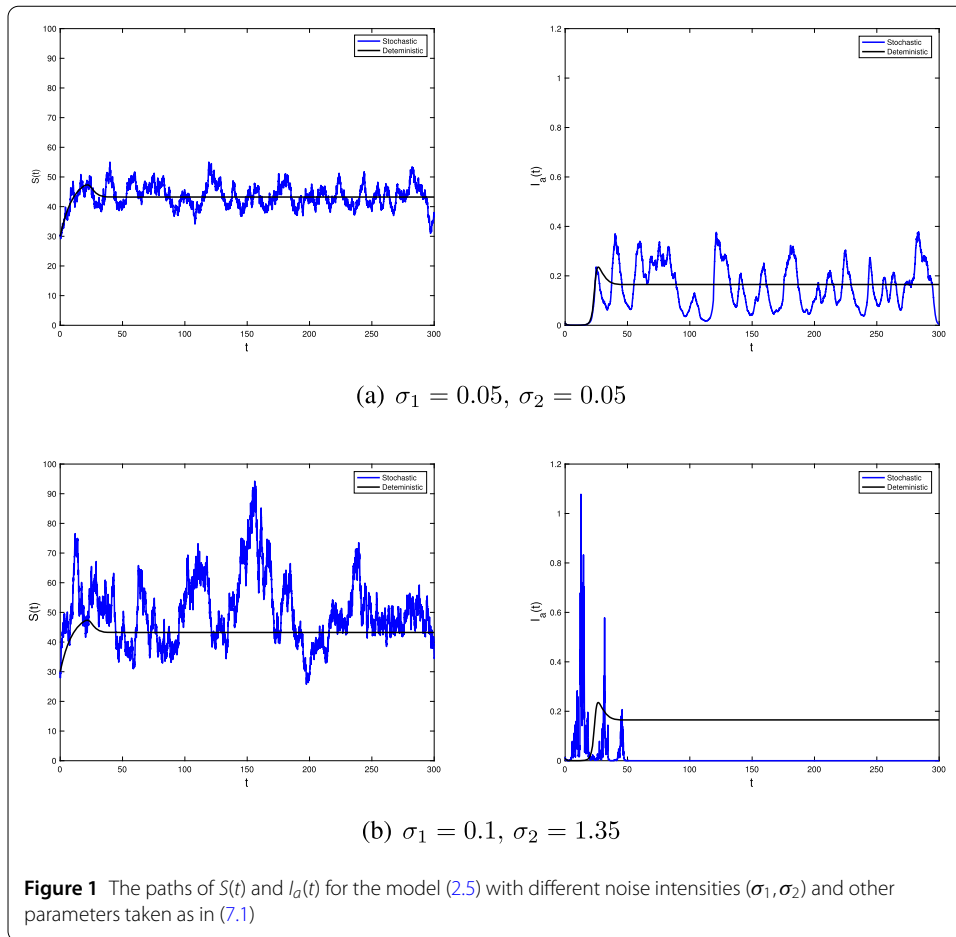 100
90
80
70
60
50
40
30
20
10
0
S(t)
0 50 100 150 200 250 300
t
Stochastic
Deteministic
1.2
1
0.8
0.6
0.4
0.2
0
I_a(t)
0 50 100 150 200 250 300
t
Stochastic
Deteministic
(a) σ₁ = 0.05, σ₂ = 0.05
100
90
80
70
60
50
40
30
20
10
0
S(t)
0 50 100 150 200 250 300
t
Stochastic
Deteministic
1.2
1
0.8
0.6
0.4
0.2
0
I_a(t)
0 50 100 150 200 250 300
t
Stochastic
Deteministic
(b) σ₁ = 0.1, σ₂ = 1.35
Figure 1 The paths of S(t) and I_a(t) for the model (2.5) with different noise intensities (σ₁, σ₂) and other
parameters taken as in (7.1)